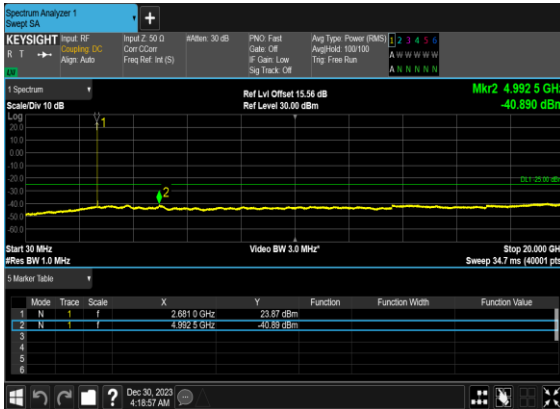 Spectrum Analyzer 1
Swept SA
+
KEYSIGHT Input: RF Input Z: 50 Ω #Atten: 30 dB PNO: Fast Avg Type: Power (RMS) 1 2 3 4 5 6
R T Coupling: DC Corr CCorr Gate: Off Avg|Hold: 100/100 A W W W W W
Align: Auto Freq Ref: Int (S) IF Gain: Low Trig: Free Run
Sig Track: Off A N N N N N
1 Spectrum Ref Lvl Offset 15.56 dB Mkr2 4.992 5 GHz
Scale/Div 10 dB Ref Level 30.00 dBm -40.890 dBm
Log
20.0
10.0
0.00
-10.0
-20.0
-30.0
-40.0
-50.0
-60.0
1
2
DL1 -25.00 dBm
Start 30 MHz Video BW 3.0 MHz* Stop 20.000 GHz
#Res BW 1.0 MHz Sweep 34.7 ms (40001 pts)
5 Marker Table
Mode Trace Scale X Y Function Function Width Function Value
1 N 1 f 2.681 0 GHz 23.87 dBm
2 N 1 f 4.992 5 GHz -40.89 dBm
3
4
5
6
? Dec 30, 2023
4:18:57 AM